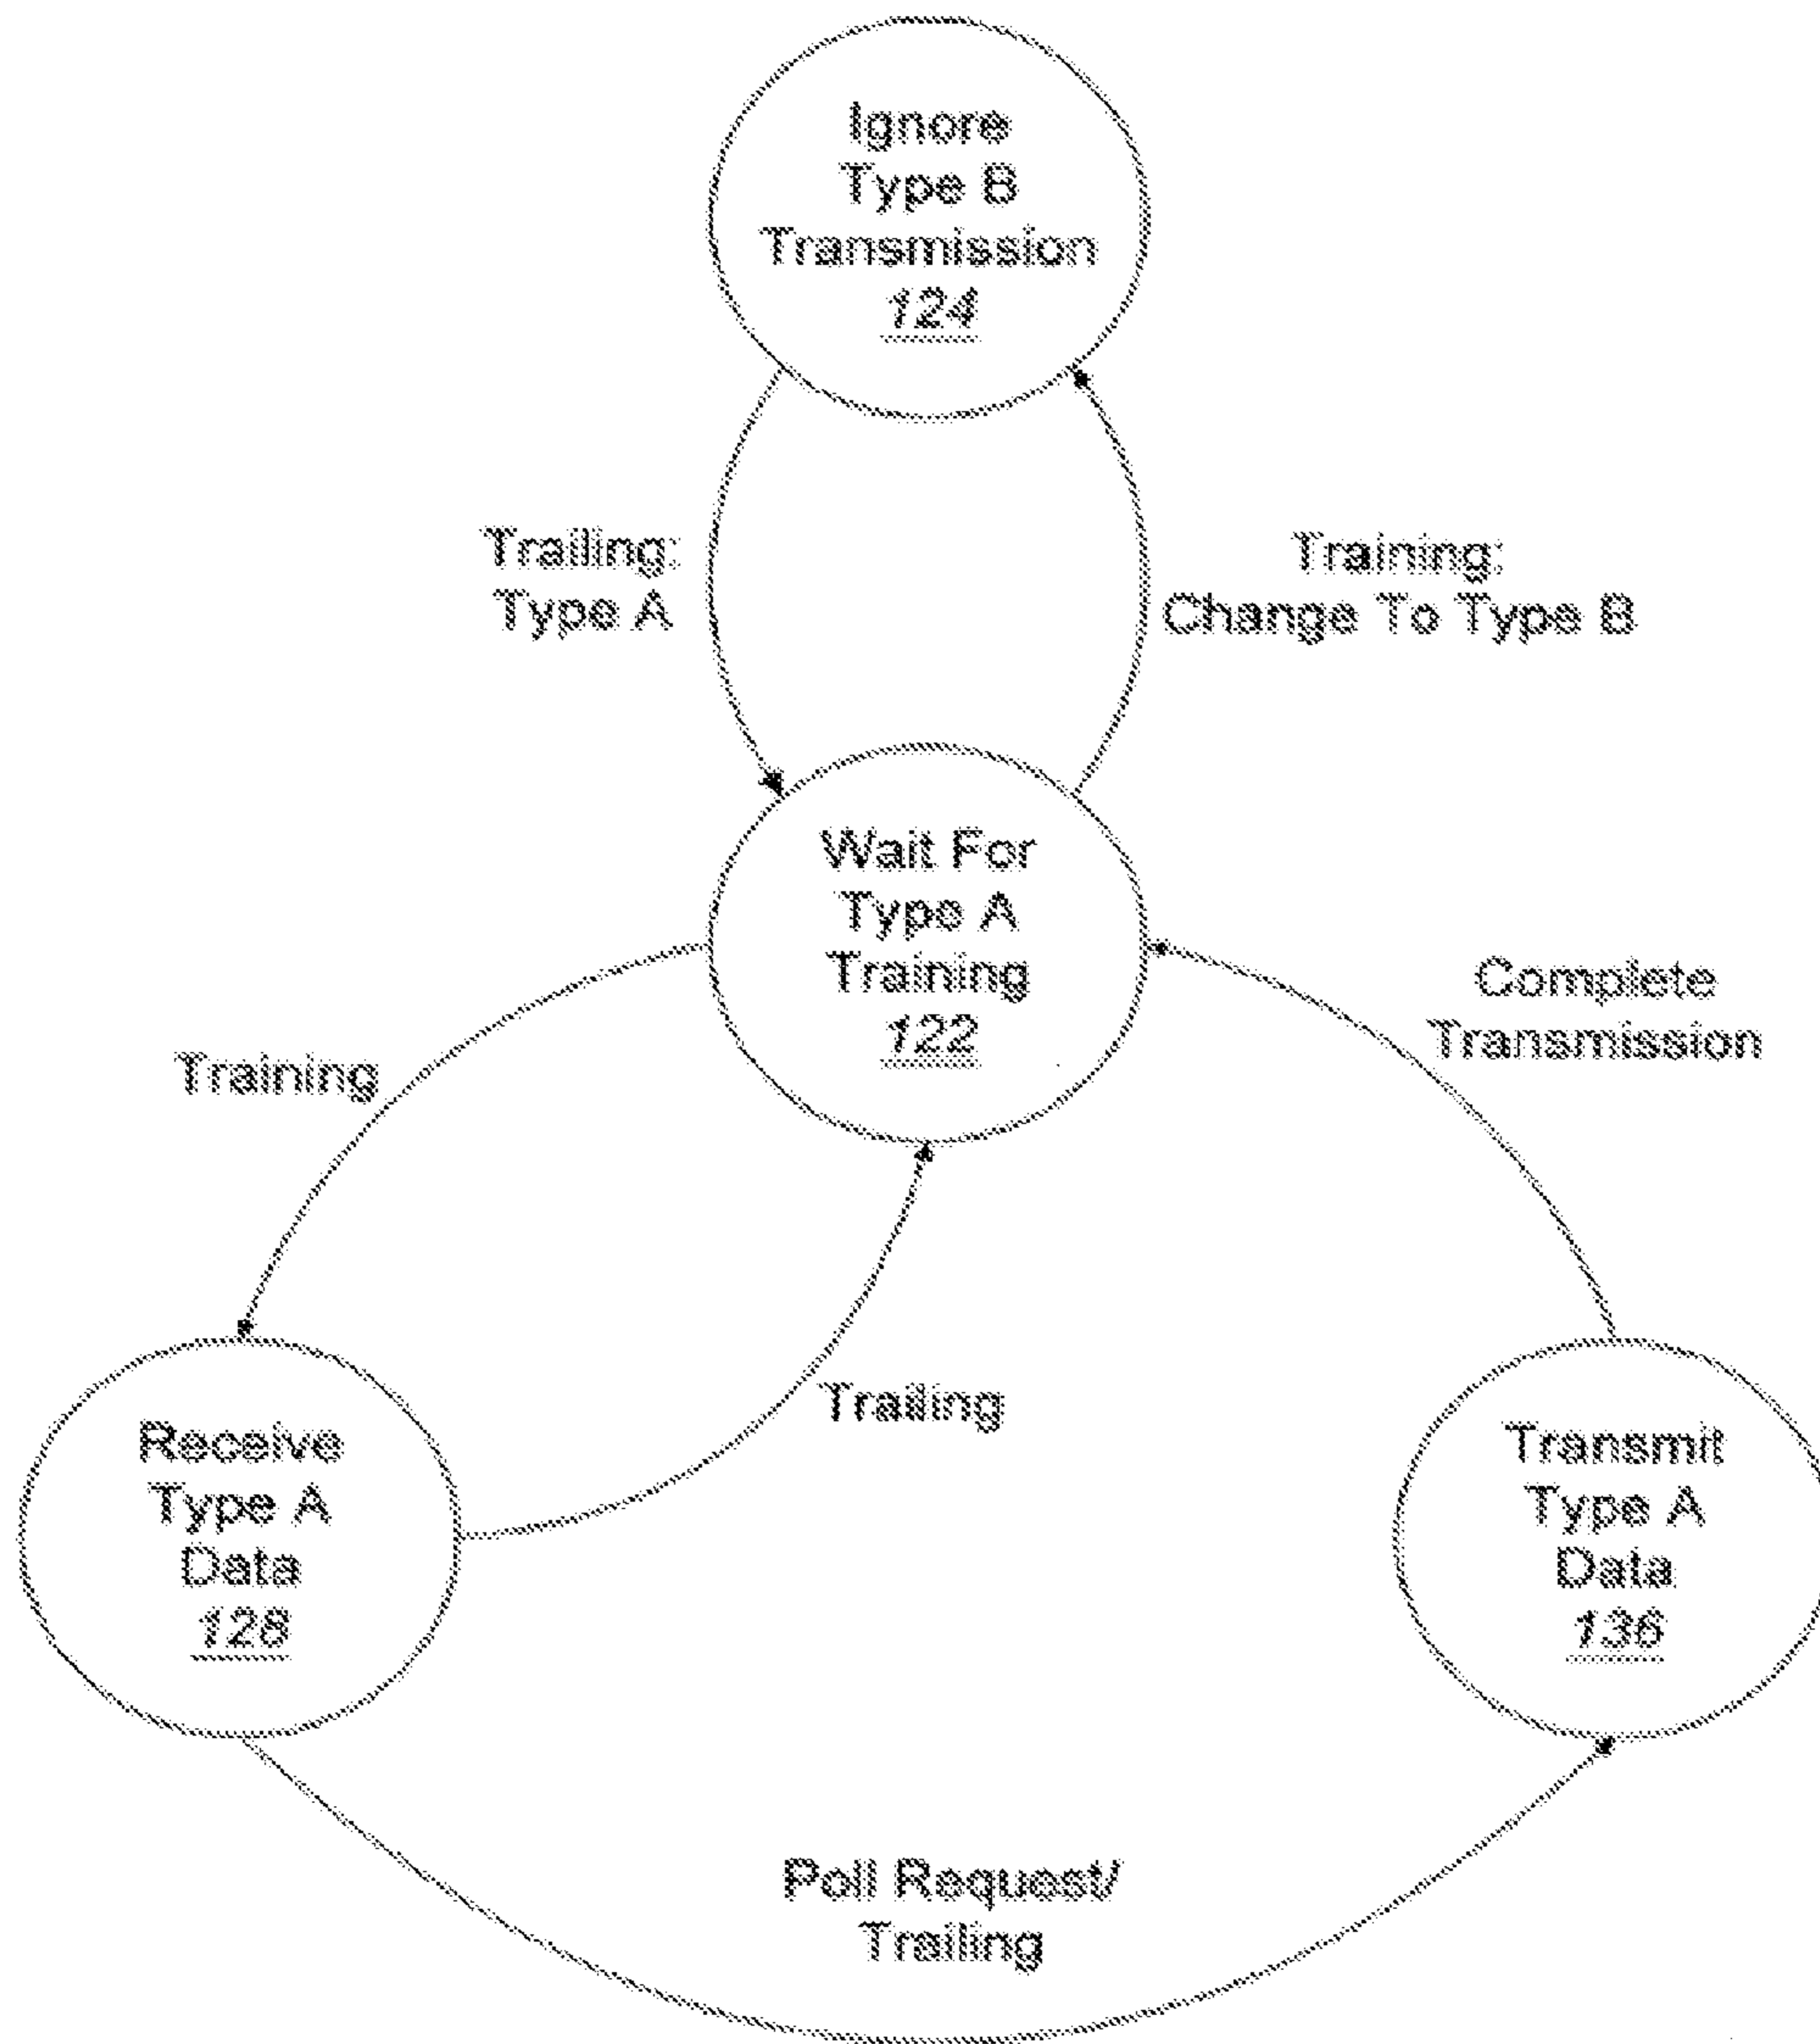 Ignore
Type B
Transmission
124
Trailing:
Type A
Training:
Change To Type B
Wait For
Type A
Training
122
Complete
Transmission
Training
Trailing
Receive
Type A
Data
128
Transmit
Type A
Data
136
Poll Request/
Trailing